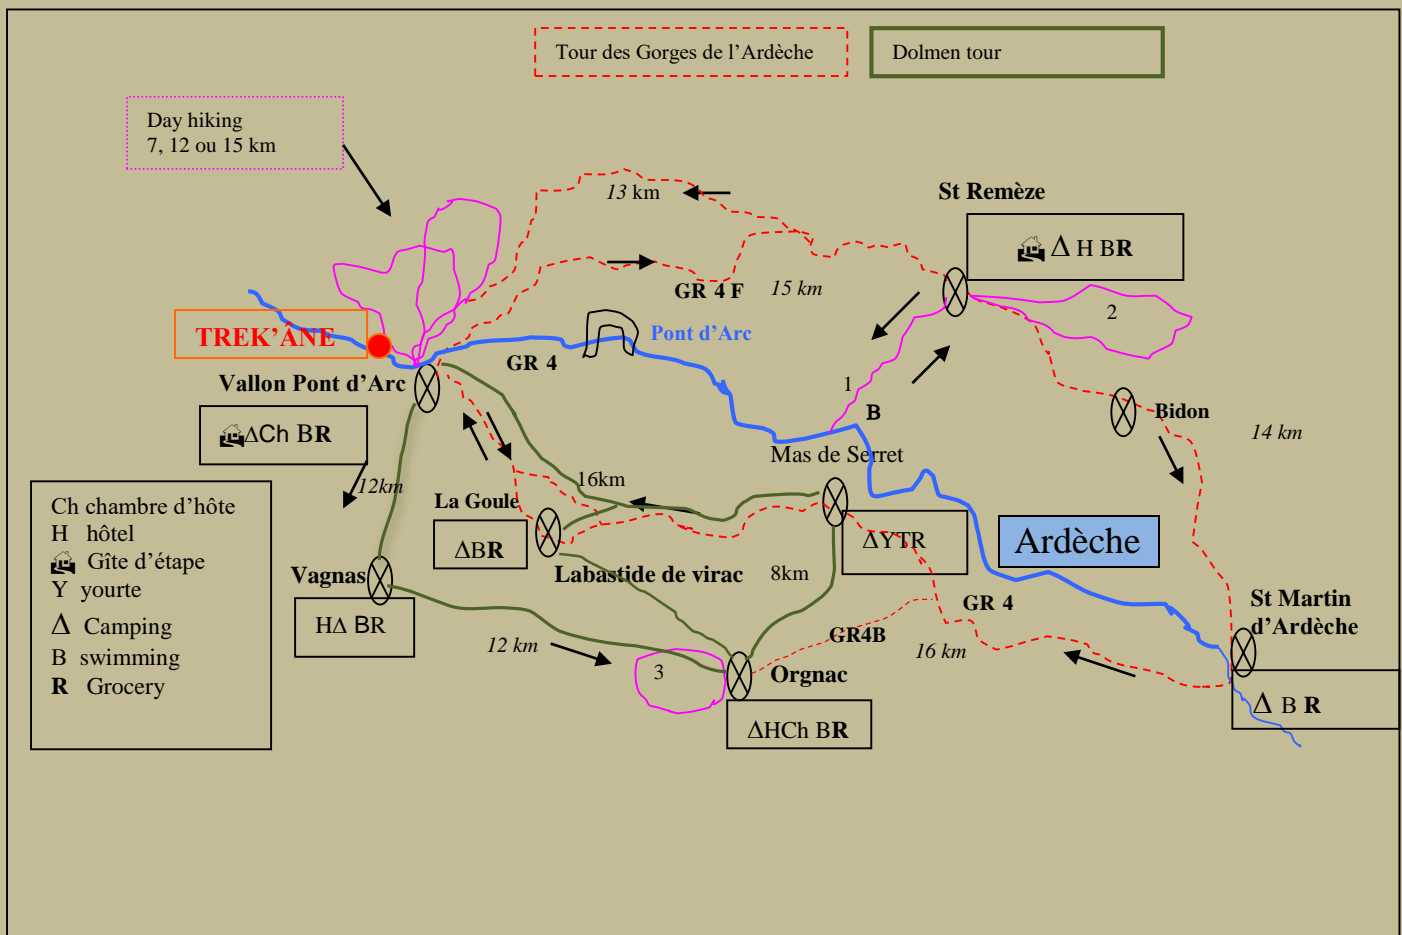 Tour des Gorges de l'Ardèche
Dolmen tour
Day hiking
7, 12 ou 15 km
13 km
St Remèze
Δ H BR
GR 4 F
15 km
2
TREK'ÂNE
Pont d'Arc
GR 4
Vallon Pont d'Arc
1
B
Bidon
14 km
ΔCh BR
Mas de Serret
12km
16km
La Goule
Ch chambre d'hôte
H hôtel
Gîte d'étape
Y yourte
Δ Camping
B swimming
R Grocery
ΔBR
ΔYTR
Ardèche
Vagnas
Labastide de virac
8km
GR 4
St Martin
d'Ardèche
HΔ BR
12 km
GR4B
16 km
3
Orgnac
Δ B R
ΔHCh BR